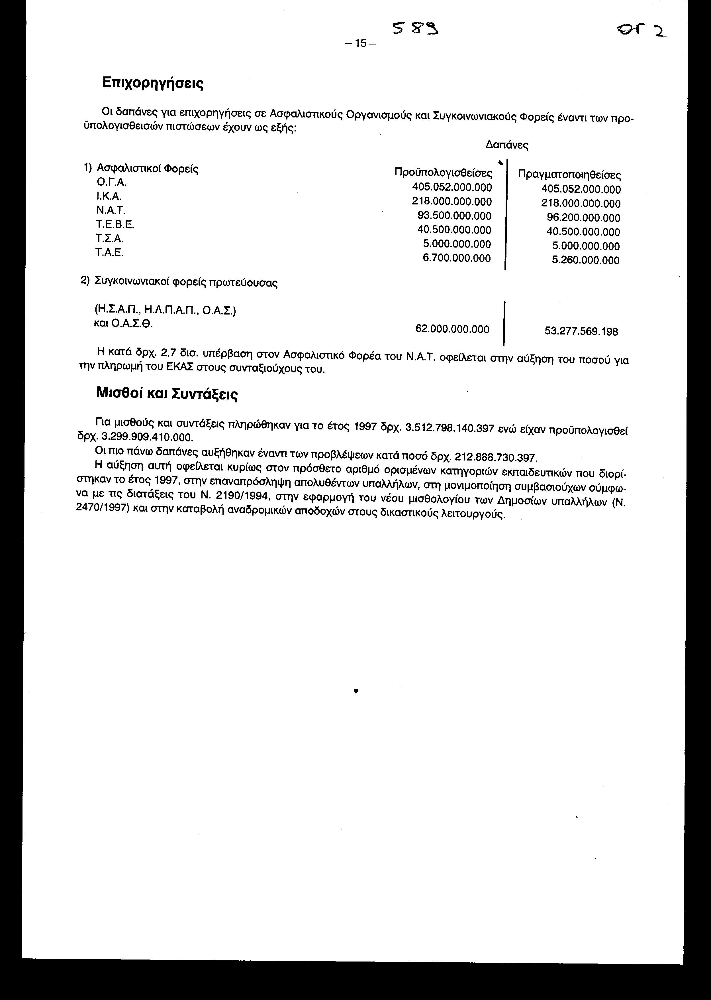 589
ΟΓ 2
–15–
Επιχορηγήσεις
Οι δαπάνες για επιχορηγήσεις σε Ασφαλιστικούς Οργανισμούς και Συγκοινωνιακούς Φορείς έναντι των προ-
ϋπολογισθεισών πιστώσεων έχουν ως εξής:
Δαπάνες
1) Ασφαλιστικοί Φορείς Προϋπολογισθείσες Πραγματοποιηθείσες
Ο.Γ.Α. 405.052.000.000 405.052.000.000
Ι.Κ.Α. 218.000.000.000 218.000.000.000
Ν.Α.Τ. 93.500.000.000 96.200.000.000
Τ.Ε.Β.Ε. 40.500.000.000 40.500.000.000
Τ.Σ.Α. 5.000.000.000 5.000.000.000
Τ.Α.Ε. 6.700.000.000 5.260.000.000
2) Συγκοινωνιακοί φορείς πρωτεύουσας
(Η.Σ.Α.Π., Η.Λ.Π.Α.Π., Ο.Α.Σ.)
και Ο.Α.Σ.Θ. 62.000.000.000 53.277.569.198
Η κατά δρχ. 2,7 δισ. υπέρβαση στον Ασφαλιστικό Φορέα του Ν.Α.Τ. οφείλεται στην αύξηση του ποσού για
την πληρωμή του ΕΚΑΣ στους συνταξιούχους του.
Μισθοί και Συντάξεις
Για μισθούς και συντάξεις πληρώθηκαν για το έτος 1997 δρχ. 3.512.798.140.397 ενώ είχαν προϋπολογισθεί
δρχ. 3.299.909.410.000.
Οι πιο πάνω δαπάνες αυξήθηκαν έναντι των προβλέψεων κατά ποσό δρχ. 212.888.730.397.
Η αύξηση αυτή οφείλεται κυρίως στον πρόσθετο αριθμό ορισμένων κατηγοριών εκπαιδευτικών που διορί-
στηκαν το έτος 1997, στην επαναπρόσληψη απολυθέντων υπαλλήλων, στη μονιμοποίηση συμβασιούχων σύμφω-
να με τις διατάξεις του Ν. 2190/1994, στην εφαρμογή του νέου μισθολογίου των Δημοσίων υπαλλήλων (Ν.
2470/1997) και στην καταβολή αναδρομικών αποδοχών στους δικαστικούς λειτουργούς.